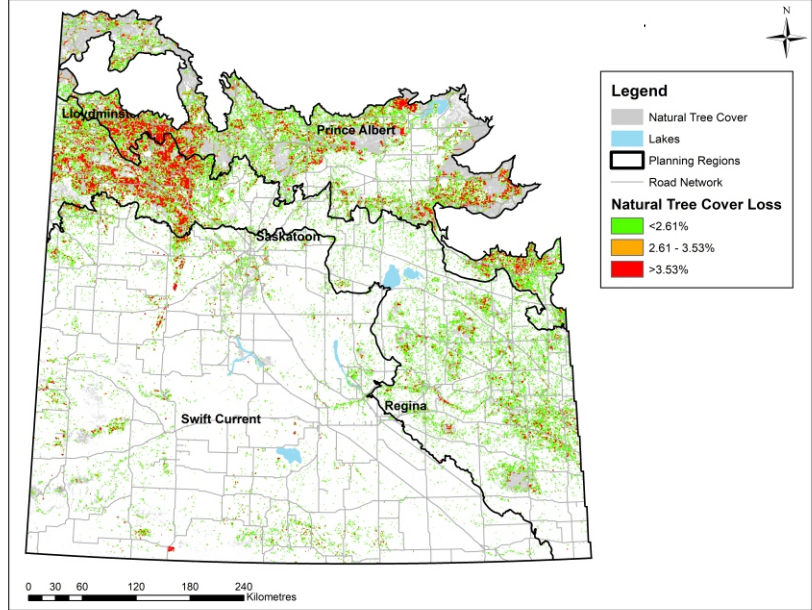 N
Lloydminster
Prince Albert
Saskatoon
Swift Current
Regina
Legend
Natural Tree Cover
Lakes
Planning Regions
Road Network
Natural Tree Cover Loss
<2.61%
2.61 - 3.53%
>3.53%
0 30 60 120 180 240
Kilometres